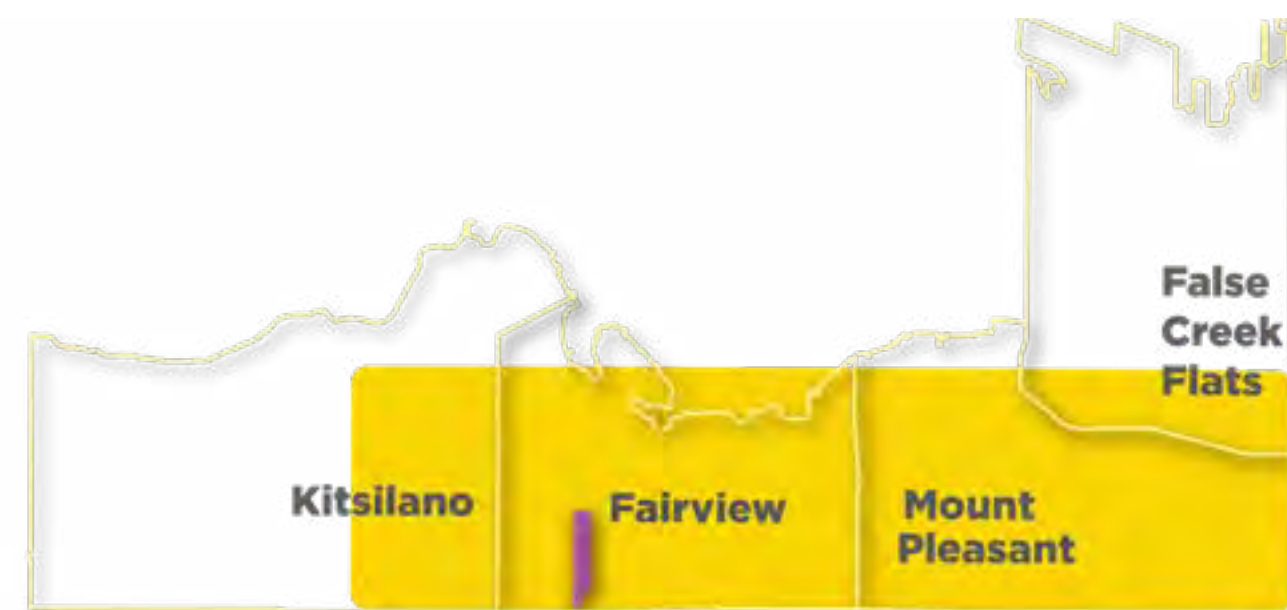 False
Creek
Flats
Kitsilano
Fairview
Mount
Pleasant